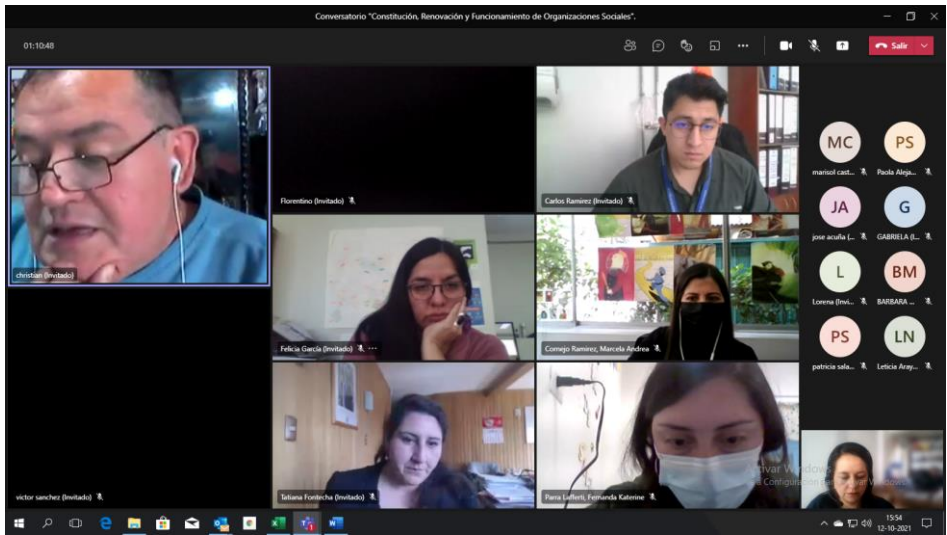 Conversatorio "Constitución, Renovación y Funcionamiento de Organizaciones Sociales".
01:10:48
Salir
christian (Invitado)
Florentino (Invitado)
Carlos Ramirez (Invitado)
MC
PS
marisol cast...
Paola Aleja...
JA
G
jose acuña (...
GABRIELA (I...
Felicia García (Invitado)
Cornejo Ramirez, Marcela Andrea
L
BM
Lorena (Invi...
BARBARA ...
PS
LN
patricia sala...
Leticia Aray...
victor sanchez (Invitado)
Tatiana Fontecha (Invitado)
Parra Lafferti, Fernanda Katerine
15:54
12-10-2021